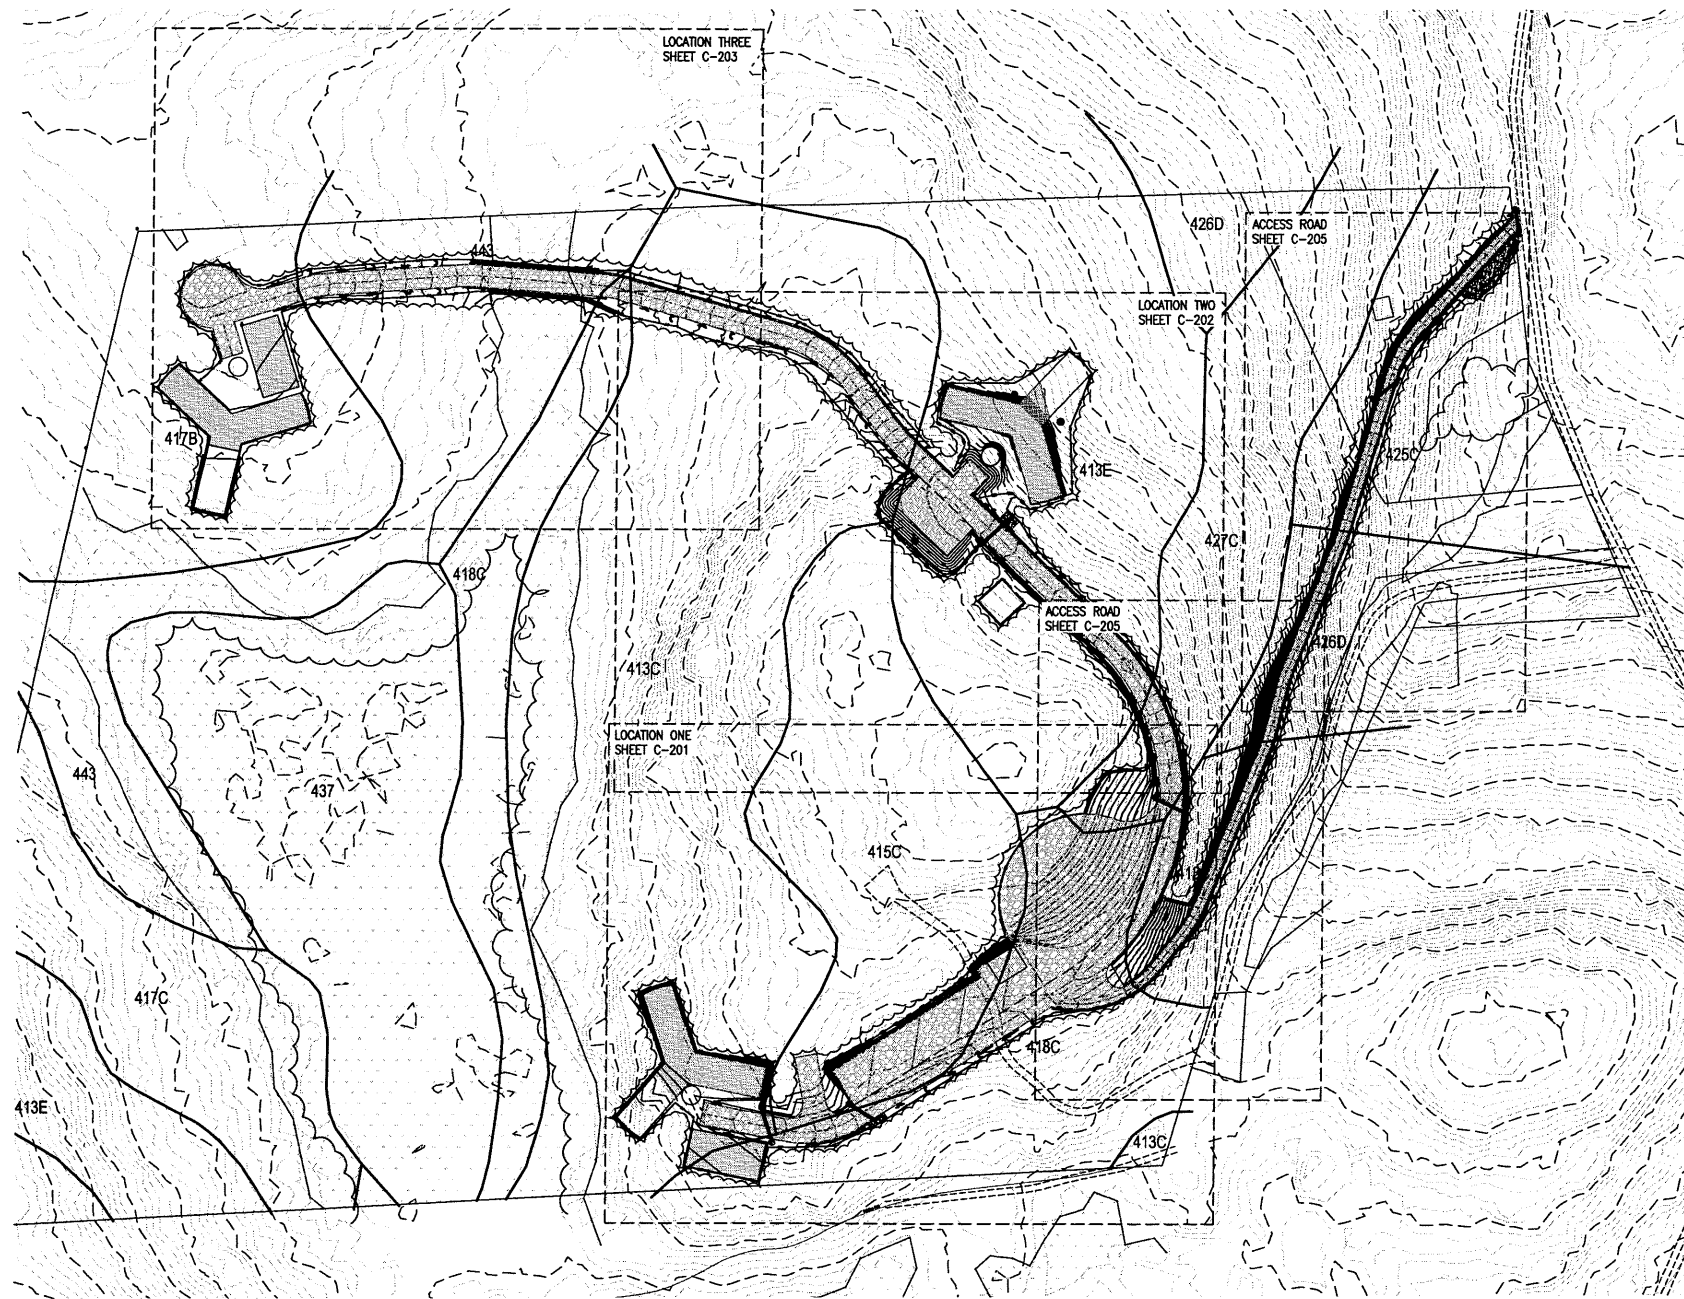 LOCATION THREE
SHEET C-203
426D
ACCESS ROAD
SHEET C-205
443
LOCATION TWO
SHEET C-202
417B
413E
425C
427C
418C
ACCESS ROAD
SHEET C-205
426D
413C
LOCATION ONE
SHEET C-201
443
437
415C
417C
418C
413E
413C